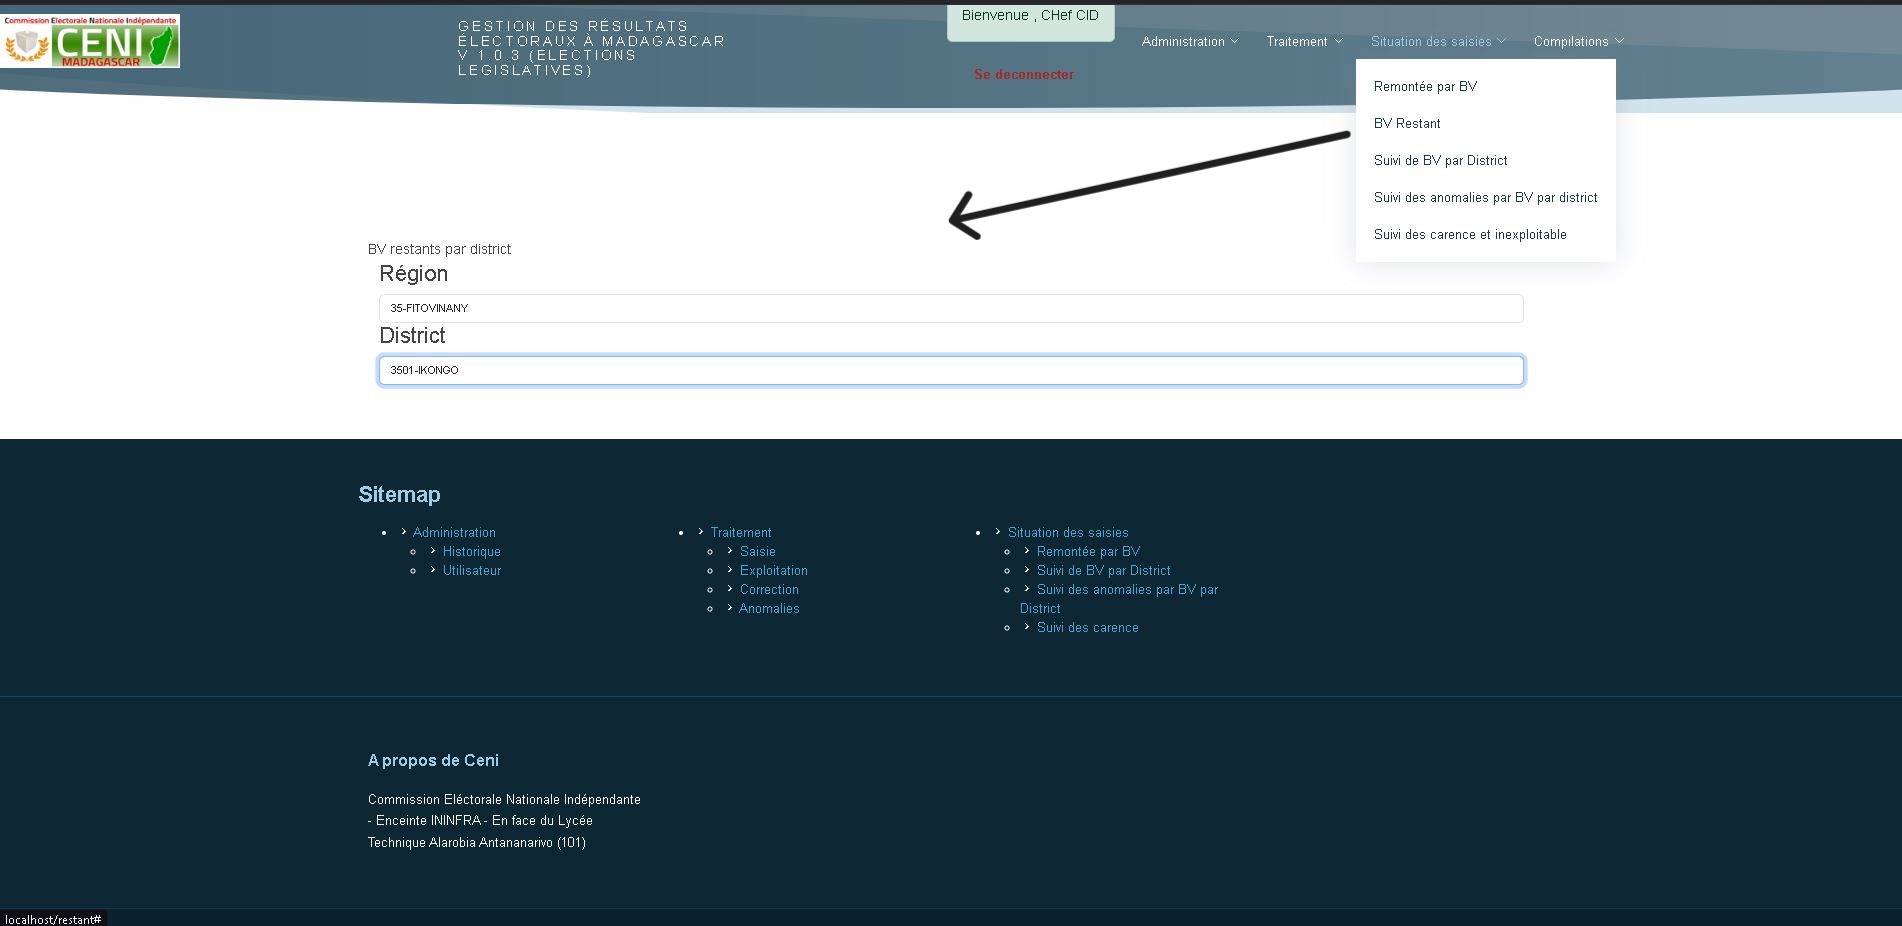 Commission Electorale Nationale Indépendante
CENI
MADAGASCAR
GESTION DES RÉSULTATS
ÉLECTORAUX À MADAGASCAR
V 1.0.3 (ELECTIONS
LEGISLATIVES)
Bienvenue , CHef CID
Se deconnecter
Administration
Traitement
Situation des saisies
Compilations
Remontée par BV
BV Restant
Suivi de BV par District
Suivi des anomalies par BV par district
Suivi des carence et inexploitable
BV restants par district
Région
35-FITOVINANY
District
3501-IKONGO
Sitemap
Administration
Historique
Utilisateur
Traitement
Saisie
Exploitation
Correction
Anomalies
Situation des saisies
Remontée par BV
Suivi de BV par District
Suivi des anomalies par BV par
District
Suivi des carence
A propos de Ceni
Commission Eléctorale Nationale Indépendante
- Enceinte ININFRA - En face du Lycée
Technique Alarobia Antananarivo (101)
localhost/restant#